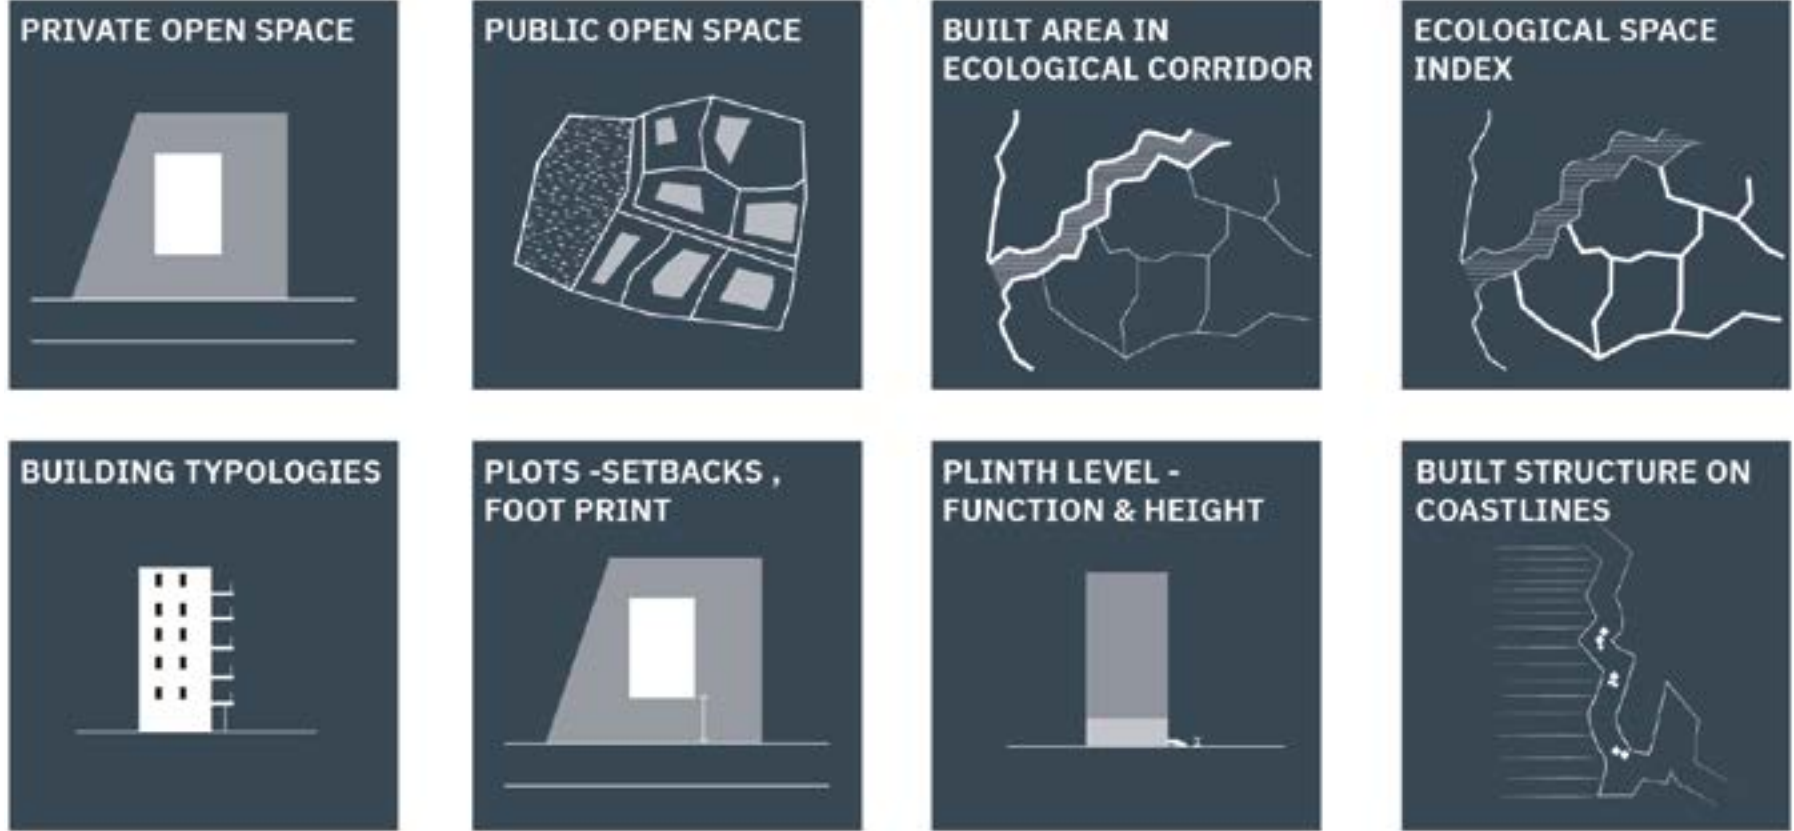 PRIVATE OPEN SPACE
PUBLIC OPEN SPACE
BUILT AREA IN
ECOLOGICAL CORRIDOR
ECOLOGICAL SPACE
INDEX
BUILDING TYPOLOGIES
PLOTS -SETBACKS ,
FOOT PRINT
PLINTH LEVEL -
FUNCTION & HEIGHT
BUILT STRUCTURE ON
COASTLINES